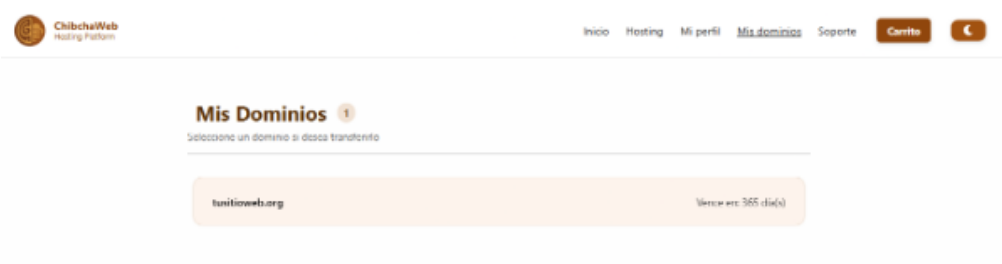 ChibchaWeb
Hosting Platform
Inicio Hosting Mi perfil Mis dominios Soporte Carrito
Mis Dominios 1
Seleccione un dominio si desea transferirlo
tusitioweb.org
Vence en: 365 día(s)